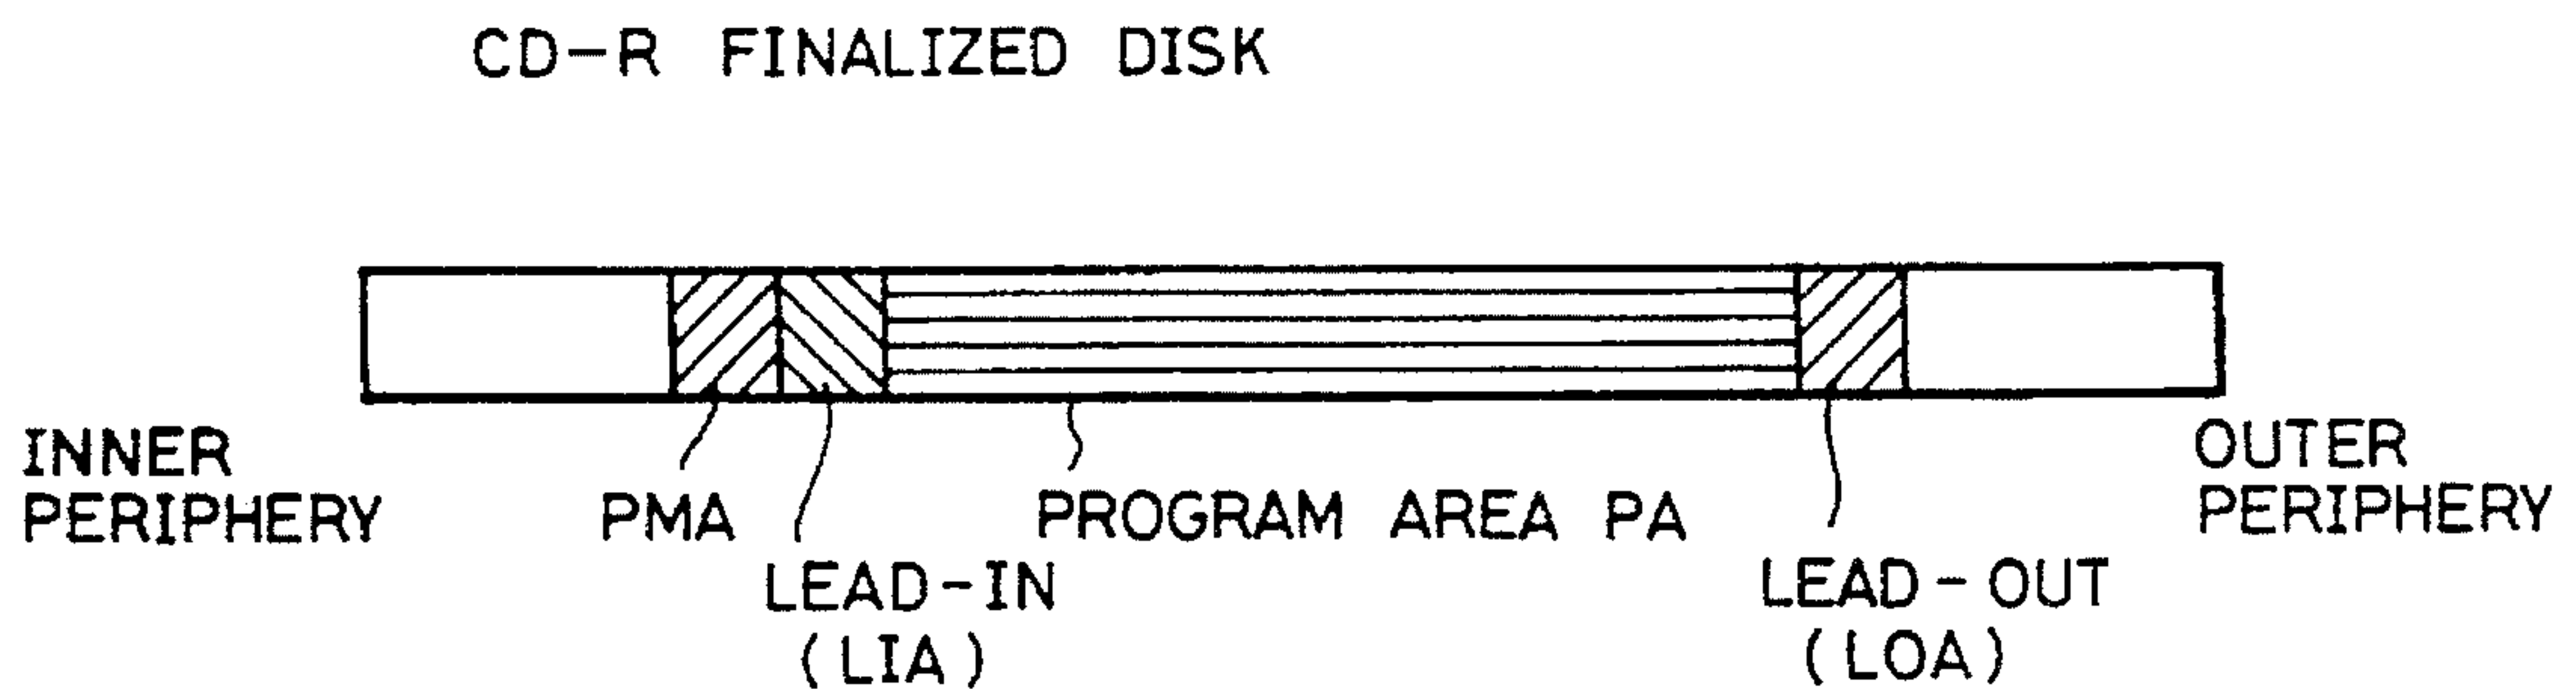 CD-R FINALIZED DISK
INNER
PERIPHERY
PMA
LEAD-IN
(LIA)
PROGRAM AREA PA
LEAD-OUT
(LOA)
OUTER
PERIPHERY